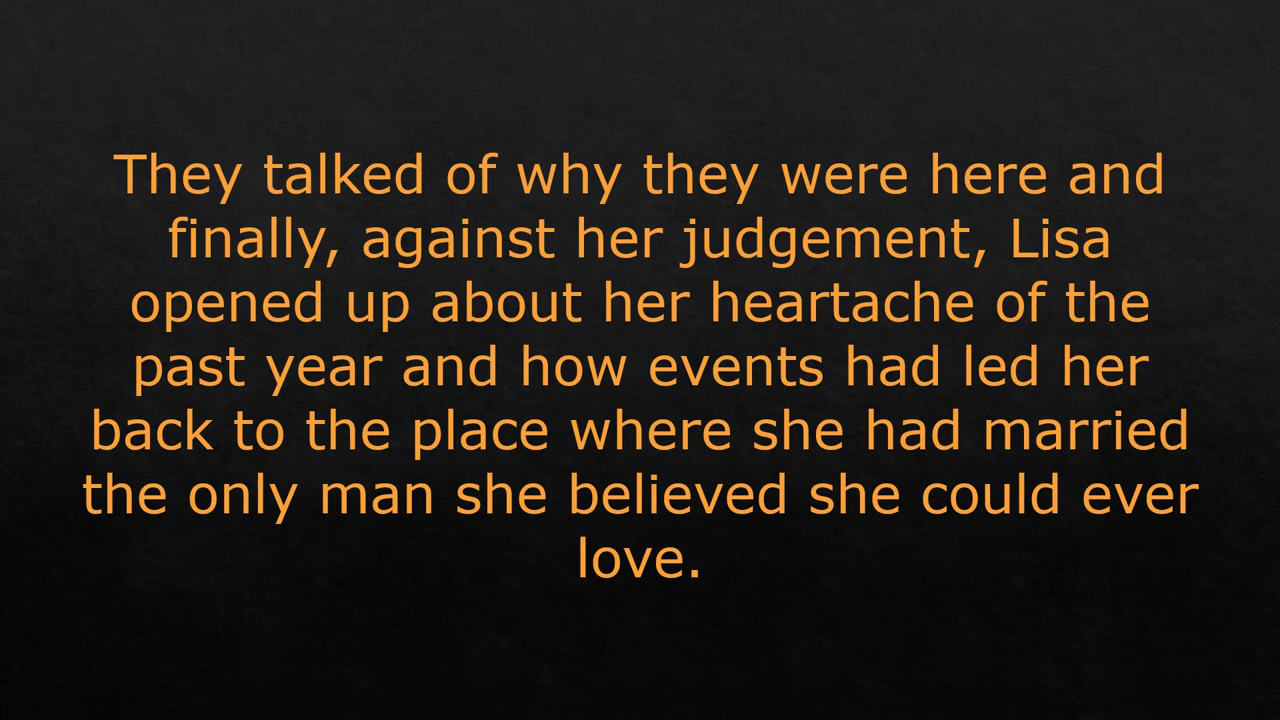 They talked of why they were here and
finally, against her judgement, Lisa
opened up about her heartache of the
past year and how events had led her
back to the place where she had married
the only man she believed she could ever
love.